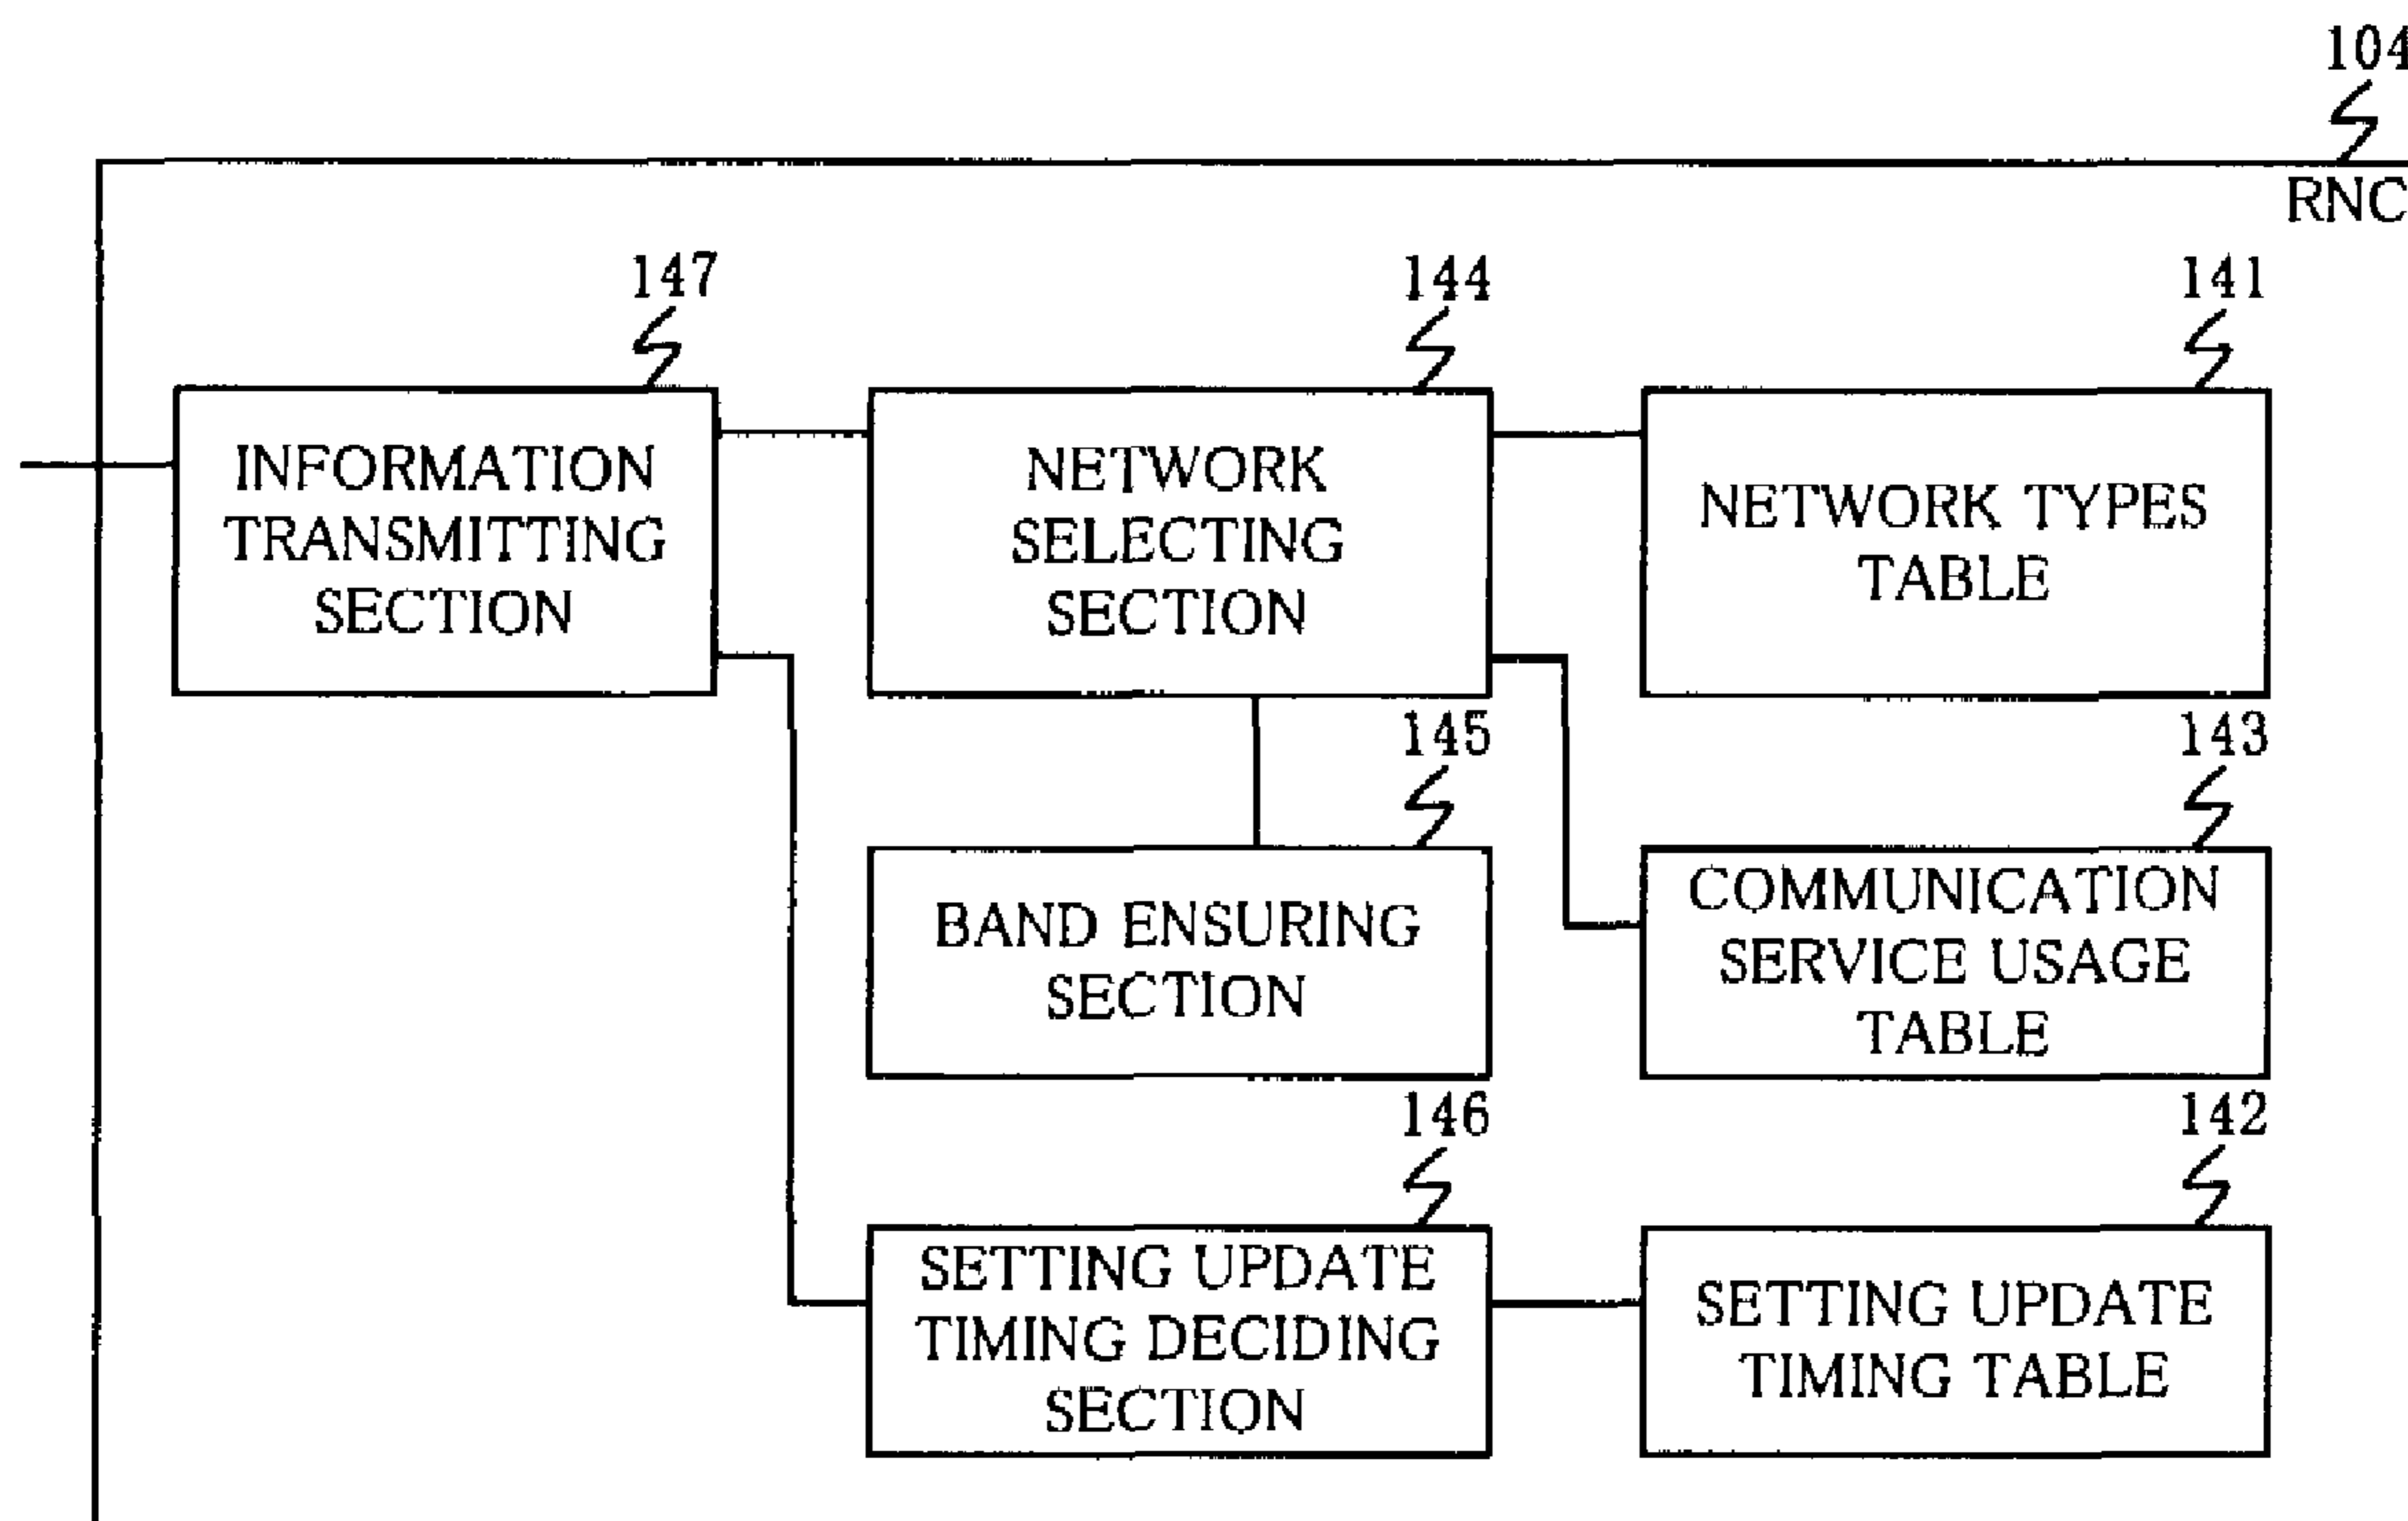 104
RNC
147
144
141
INFORMATION
TRANSMITTING
SECTION
NETWORK
SELECTING
SECTION
NETWORK TYPES
TABLE
145
143
BAND ENSURING
SECTION
COMMUNICATION
SERVICE USAGE
TABLE
146
142
SETTING UPDATE
TIMING DECIDING
SECTION
SETTING UPDATE
TIMING TABLE